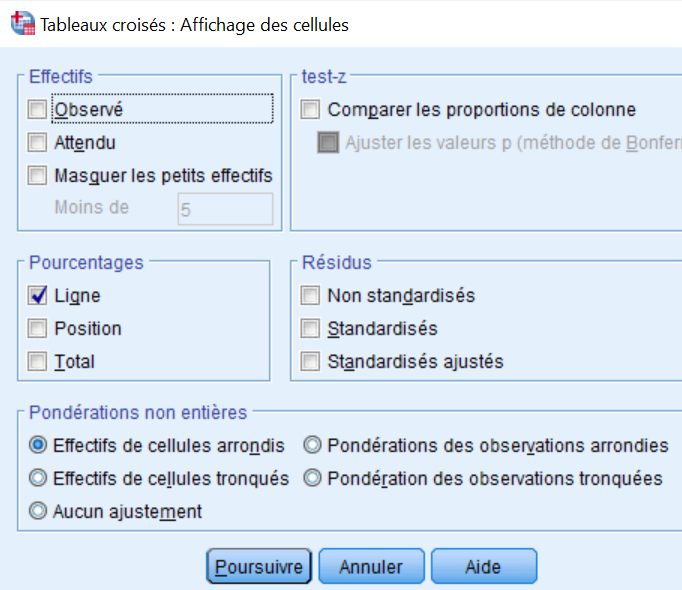 Tableaux croisés : Affichage des cellules
Effectifs
Observé
Attendu
Masquer les petits effectifs
Moins de 5
test-z
Comparer les proportions de colonne
Ajuster les valeurs p (méthode de Bonfer
Pourcentages
Ligne
Position
Total
Résidus
Non standardisés
Standardisés
Standardisés ajustés
Pondérations non entières
Effectifs de cellules arrondis
Pondérations des observations arrondies
Effectifs de cellules tronqués
Pondération des observations tronquées
Aucun ajustement
Poursuivre
Annuler
Aide